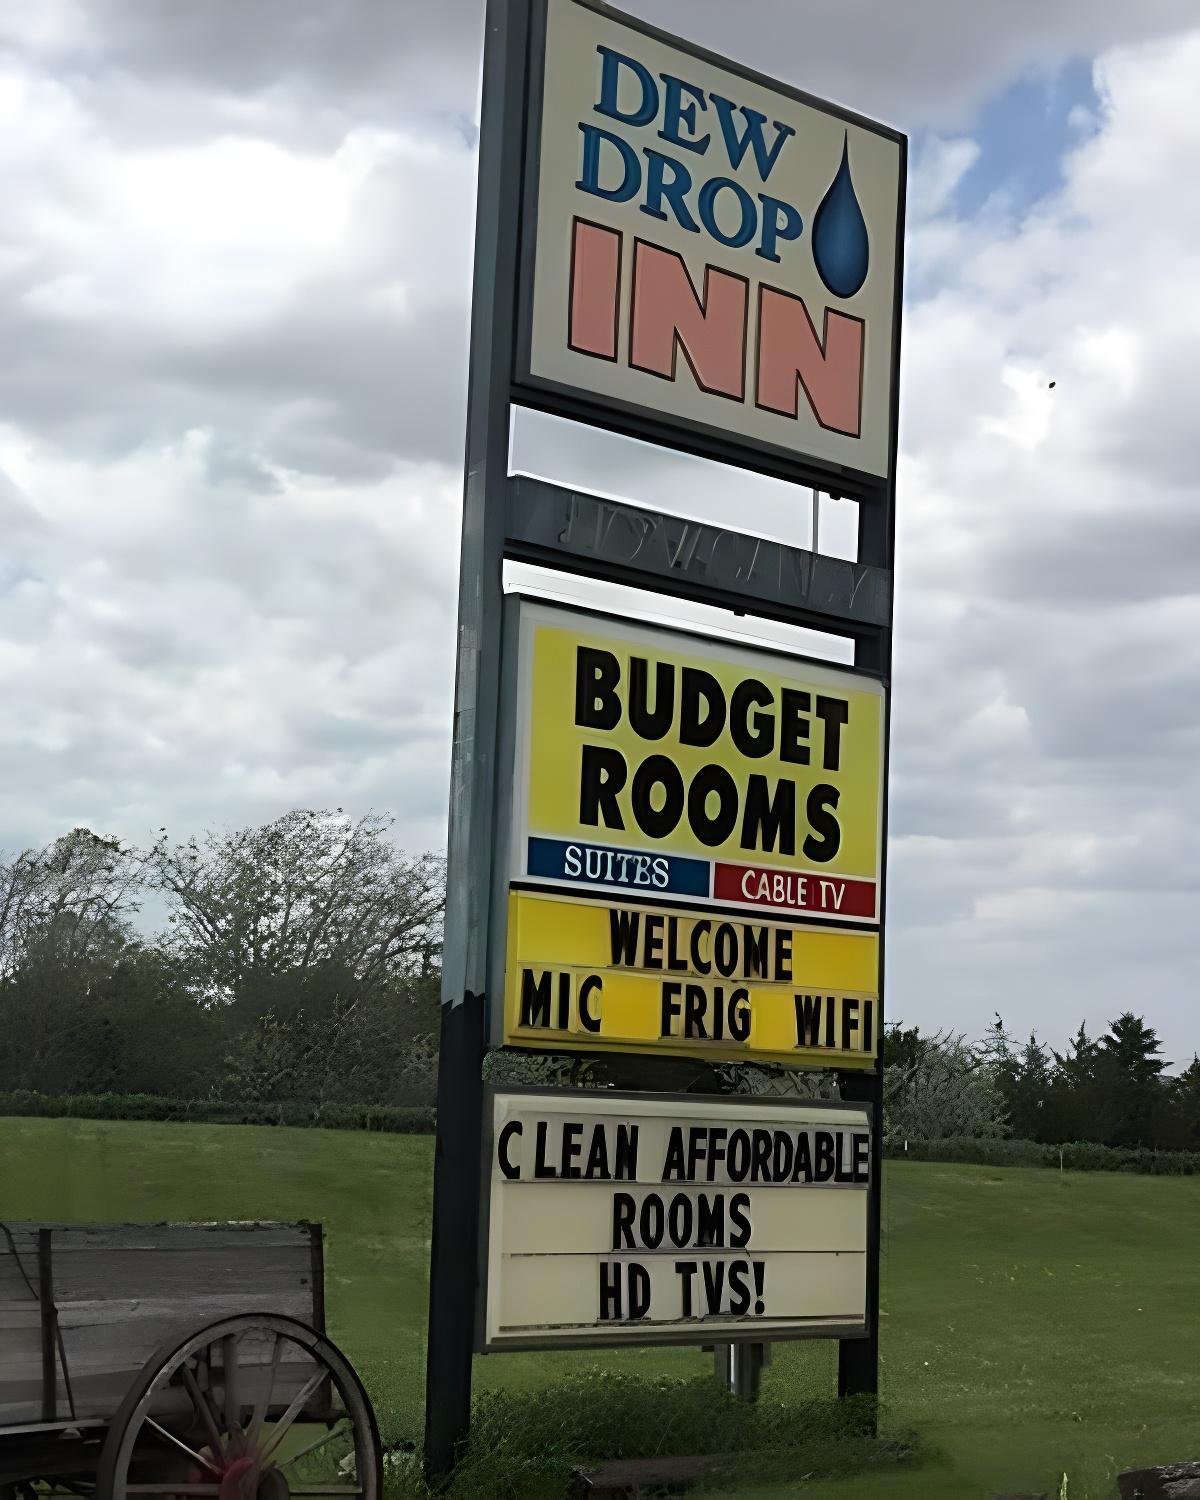 DEW
DROP
INN
BUDGET
ROOMS
SUITES CABLE TV
WELCOME
MIC FRIG WIFI
CLEAN AFFORDABLE
ROOMS
HD TVS!